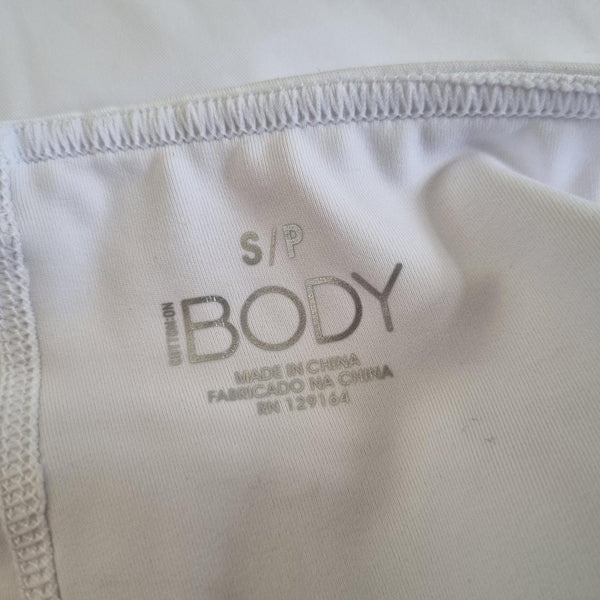 S/P
COTTON:ON
BODY
MADE IN CHINA
FABRICADO NA CHINA
RN 129164